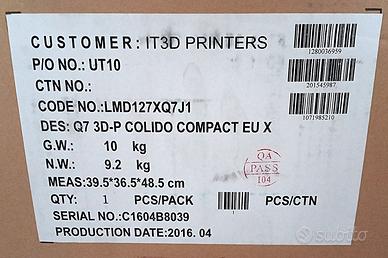 CUSTOMER: IT3D PRINTERS
1280036959
P/O NO.: UT10
CTN NO.:
201545987
CODE NO.:LMD127XQ7J1
1071985210
DES: Q7 3D-P COLIDO COMPACT EU X
G.W.: 10 kg
N.W.: 9.2 kg
QA
PASS
104
MEAS:39.5*36.5*48.5 cm
QTY: 1 PCS/PACK PCS/CTN
SERIAL NO.:C1604B8039
PRODUCTION DATE:2016. 04
subito